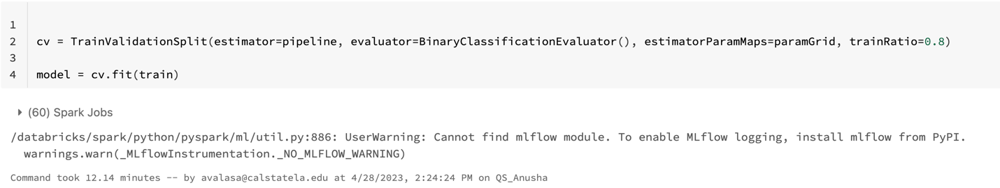 1
2 cv = TrainValidationSplit(estimator=pipeline, evaluator=BinaryClassificationEvaluator(), estimatorParamMaps=paramGrid, trainRatio=0.8)
3
4 model = cv.fit(train)
(60) Spark Jobs
/databricks/spark/python/pyspark/ml/util.py:886: UserWarning: Cannot find mlflow module. To enable MLflow logging, install mlflow from PyPI.
warnings.warn(_MLflowInstrumentation._NO_MLFLOW_WARNING)
Command took 12.14 minutes -- by avalasa@calstatela.edu at 4/28/2023, 2:24:24 PM on QS_Anusha